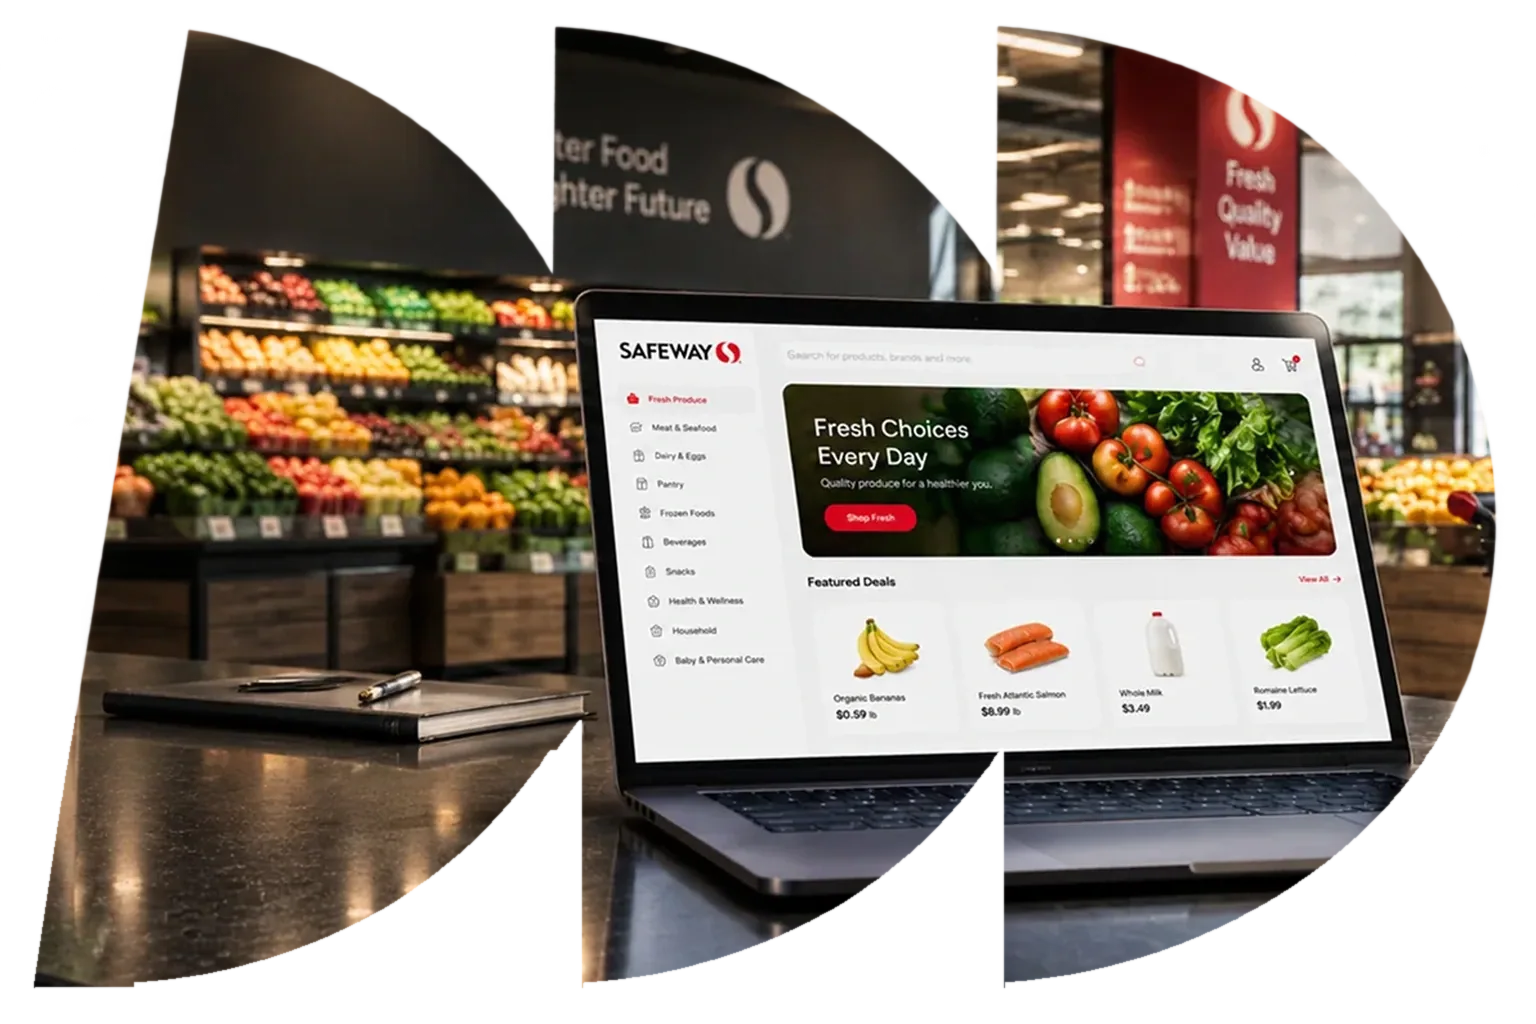 ter Food
ghter Future
Fresh
Quality
Value
SAFEWAY
Search for products, brands and more.
Fresh Produce
Meat & Seafood
Dairy & Eggs
Pantry
Frozen Foods
Beverages
Snacks
Health & Wellness
Household
Baby & Personal Care
Fresh Choices
Every Day
Quality produce for a healthier you.
Shop Fresh
Featured Deals
View All →
Organic Bananas
$0.59 lb
Fresh Atlantic Salmon
$8.99 lb
Whole Milk
$3.49
Romaine Lettuce
$1.99